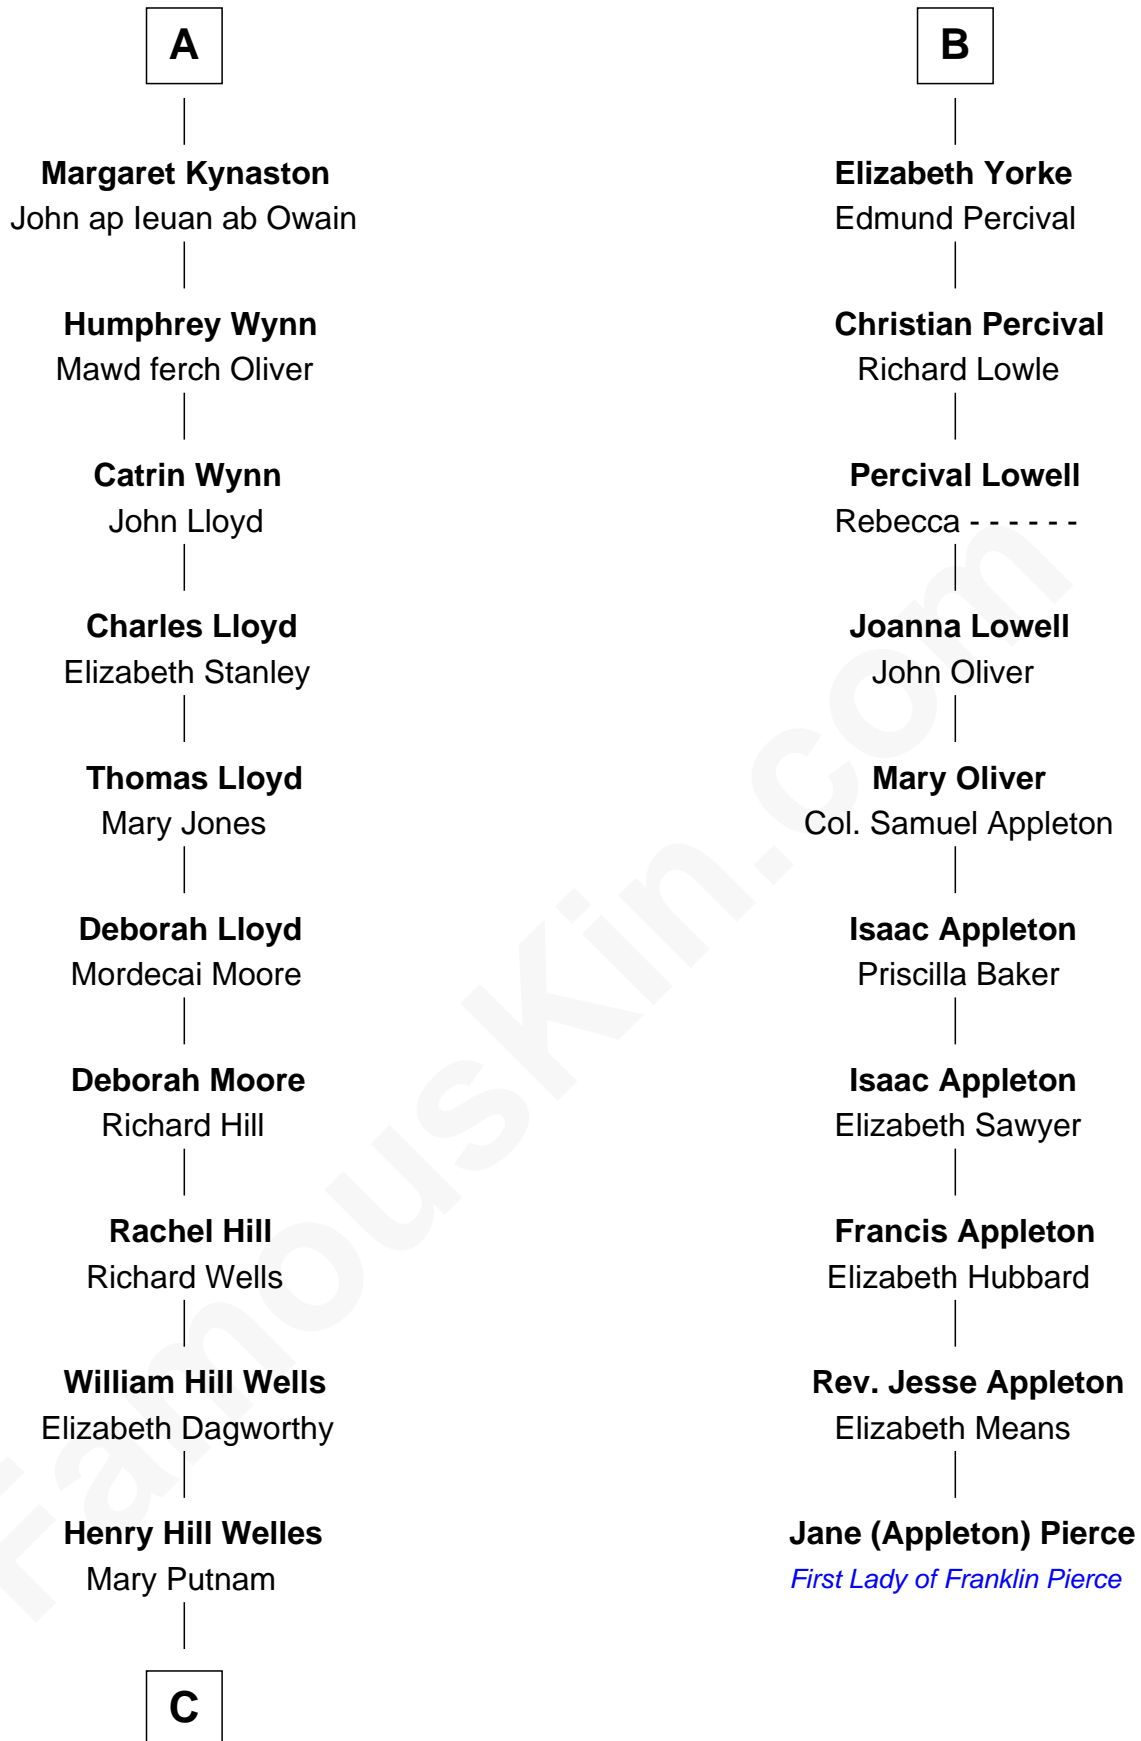 A
Margaret Kynaston
John ap Ieuan ab Owain
Humphrey Wynn
Mawd ferch Oliver
Catrin Wynn
John Lloyd
Charles Lloyd
Elizabeth Stanley
Thomas Lloyd
Mary Jones
Deborah Lloyd
Mordecai Moore
Deborah Moore
Richard Hill
Rachel Hill
Richard Wells
William Hill Wells
Elizabeth Dagworthy
Henry Hill Welles
Mary Putnam
C
B
Elizabeth Yorke
Edmund Percival
Christian Percival
Richard Lowle
Percival Lowell
Rebecca - - - - - -
Joanna Lowell
John Oliver
Mary Oliver
Col. Samuel Appleton
Isaac Appleton
Priscilla Baker
Isaac Appleton
Elizabeth Sawyer
Francis Appleton
Elizabeth Hubbard
Rev. Jesse Appleton
Elizabeth Means
Jane (Appleton) Pierce
First Lady of Franklin Pierce
FamousKin.com